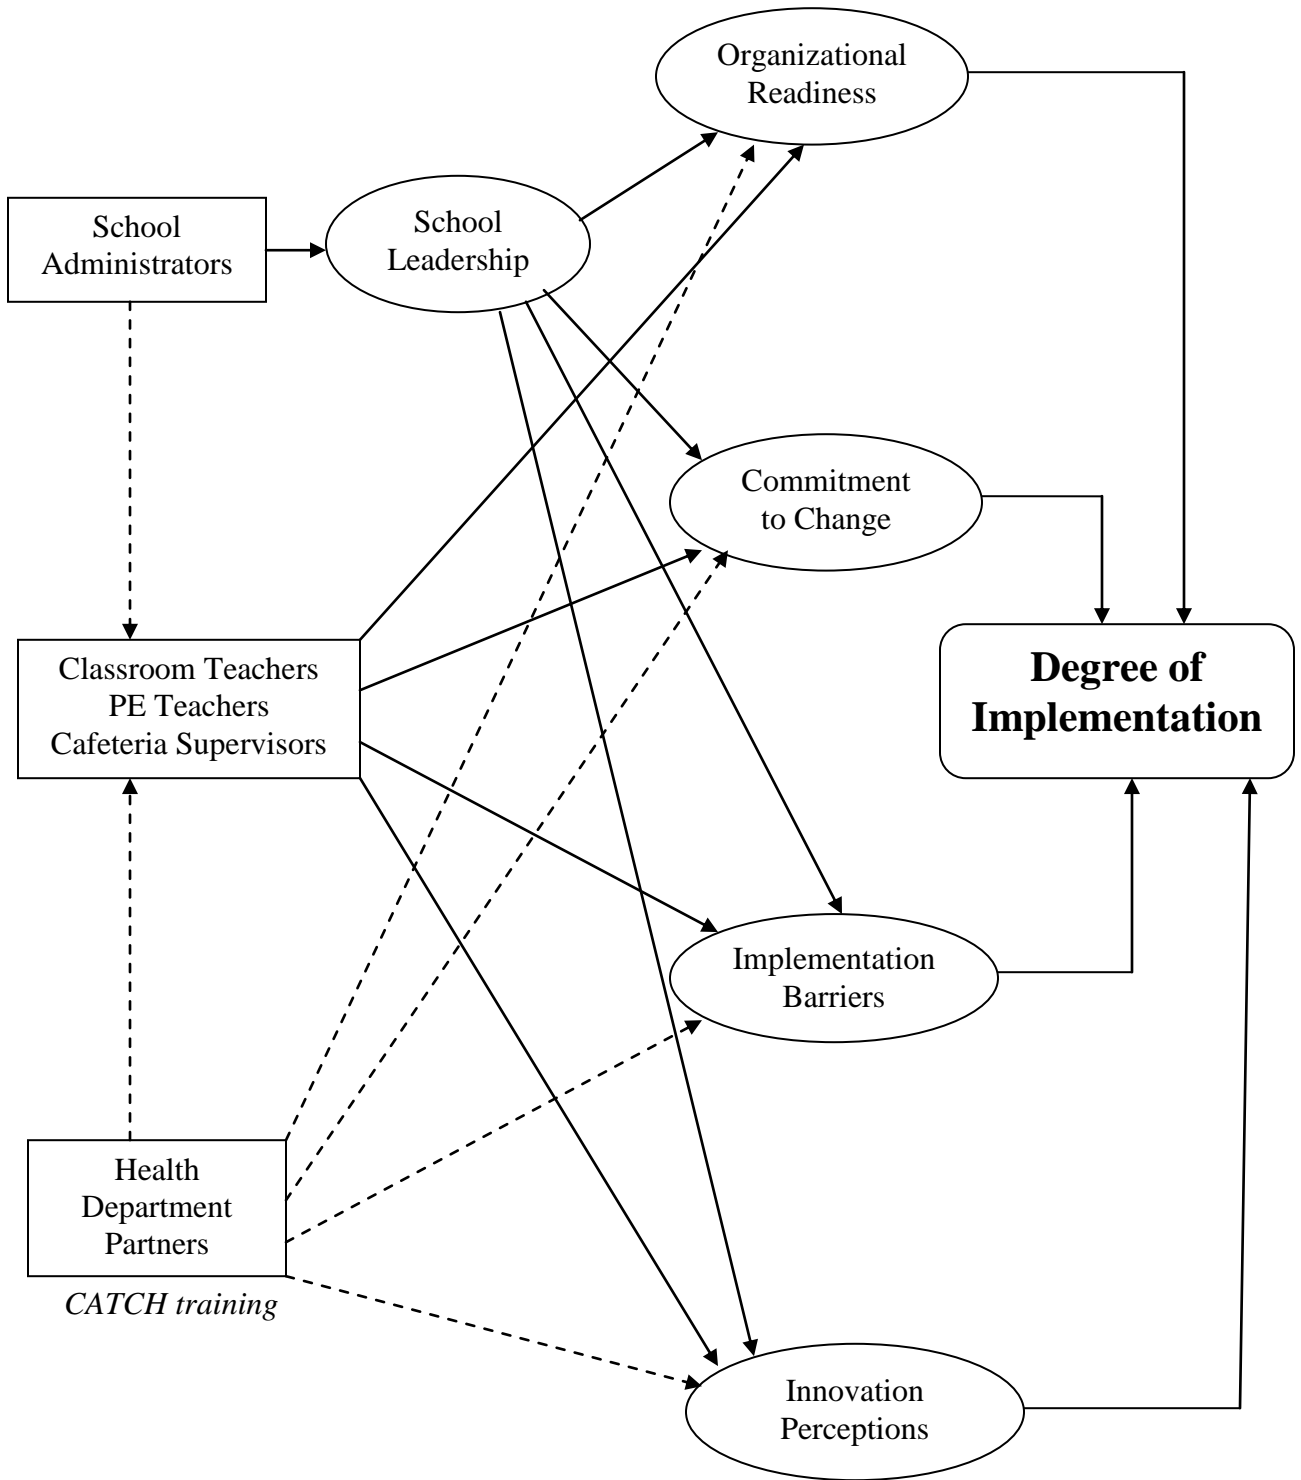 Organizational
Readiness
School
Administrators
School
Leadership
Commitment
to Change
Classroom Teachers
PE Teachers
Cafeteria Supervisors
Degree of
Implementation
Implementation
Barriers
Health
Department
Partners
CATCH training
Innovation
Perceptions